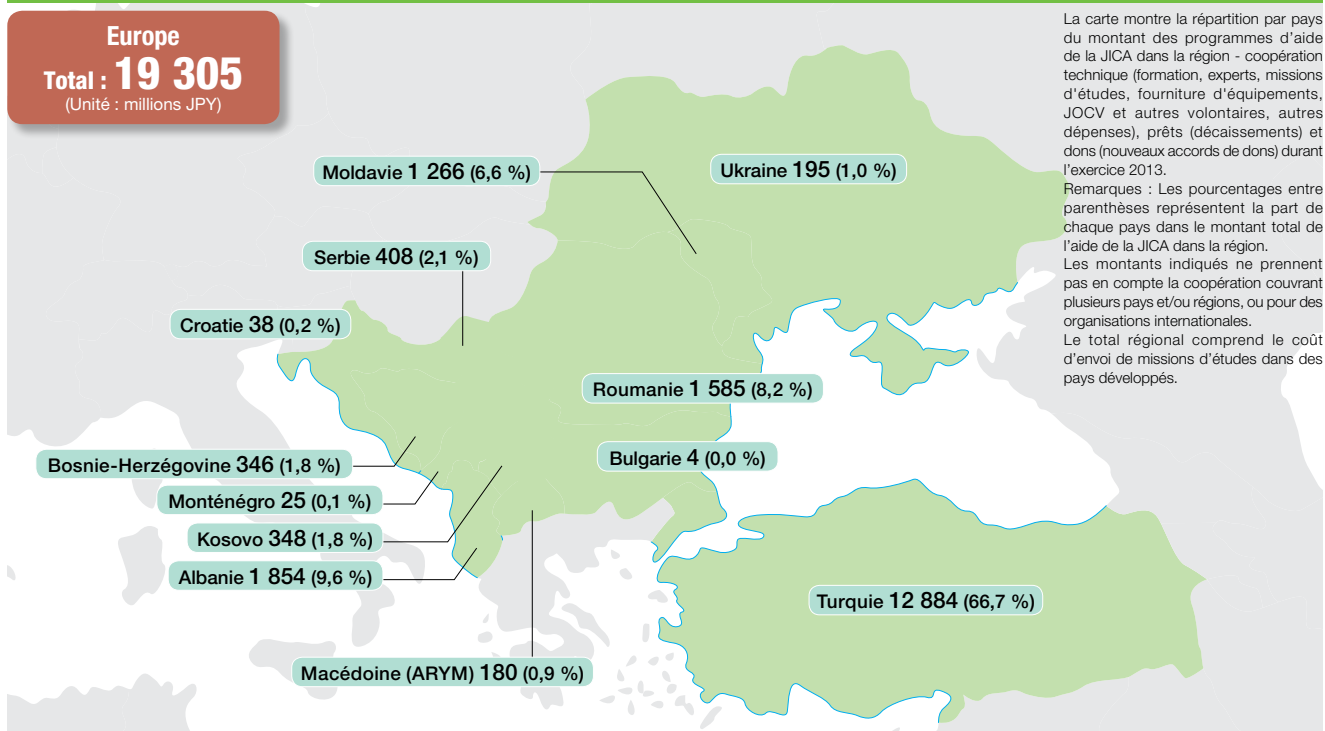 Europe
Total : 19 305
(Unité : millions JPY)
La carte montre la répartition par pays
du montant des programmes d'aide
de la JICA dans la région - coopération
technique (formation, experts, missions
d'études, fourniture d'équipements,
JOCV et autres volontaires, autres
dépenses), prêts (décaissements) et
dons (nouveaux accords de dons) durant
l'exercice 2013.
Remarques : Les pourcentages entre
parenthèses représentent la part de
chaque pays dans le montant total de
l'aide de la JICA dans la région.
Les montants indiqués ne prennent
pas en compte la coopération couvrant
plusieurs pays et/ou régions, ou pour des
organisations internationales.
Le total régional comprend le coût
d'envoi de missions d'études dans des
pays développés.
Moldavie 1 266 (6,6 %)
Ukraine 195 (1,0 %)
Serbie 408 (2,1 %)
Croatie 38 (0,2 %)
Roumanie 1 585 (8,2 %)
Bosnie-Herzégovine 346 (1,8 %)
Bulgarie 4 (0,0 %)
Monténégro 25 (0,1 %)
Kosovo 348 (1,8 %)
Albanie 1 854 (9,6 %)
Turquie 12 884 (66,7 %)
Macédoine (ARYM) 180 (0,9 %)